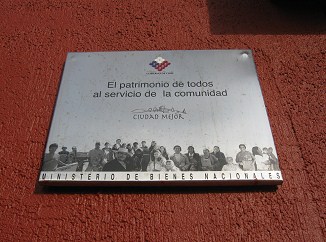 El patrimonio de todos
al servicio de la comunidad
CIUDAD MEJOR
MINISTERIO DE BIENES NACIONALES